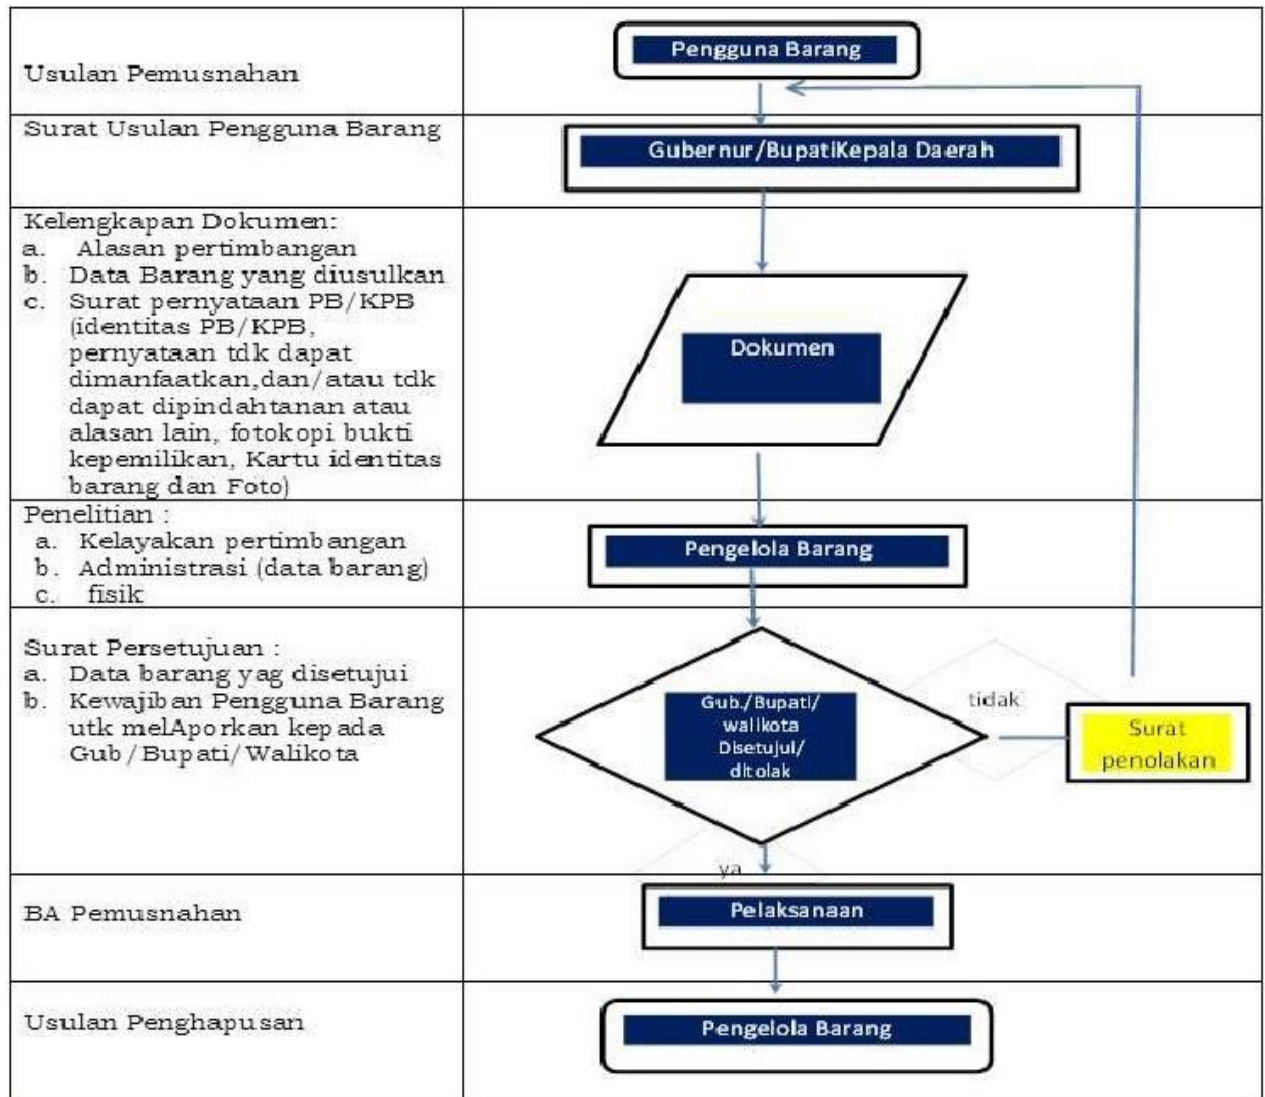 Usulan Pemusnahan
Pengguna Barang
Surat Usulan Pengguna Barang
Gubernur/BupatiKepala Daerah
Kelengkapan Dokumen:
a. Alasan pertimbangan
b. Data Barang yang diusulkan
c. Surat pernyataan PB/KPB
(identitas PB/KPB,
pernyataan tdk dapat
dimanfaatkan,dan/atau tdk
dapat dipindahtanan atau
alasan lain, fotokopi bukti
kepemilikan, Kartu identitas
barang dan Foto)
Dokumen
Penelitian :
a. Kelayakan pertimbangan
b. Administrasi (data barang)
c. fisik
Pengelola Barang
Surat Persetujuan :
a. Data barang yag disetujui
b. Kewajiban Pengguna Barang
utk melAporkan kepada
Gub/Bupati/Walikota
Gub./Bupati/
walikota
Disetujui/
ditolak
tidak
Surat
penolakan
ya
BA Pemusnahan
Pelaksanaan
Usulan Penghapusan
Pengelola Barang